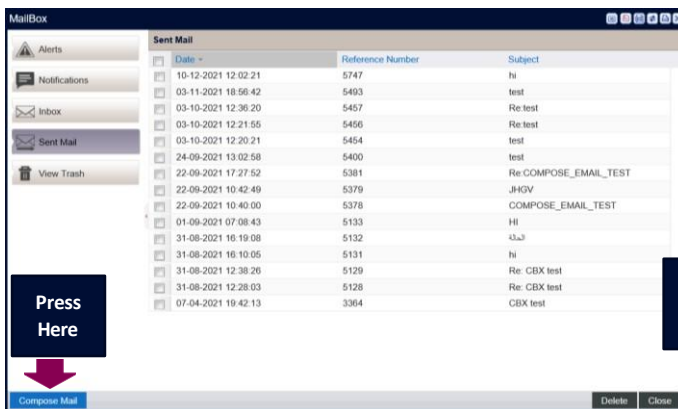 MailBox
Alerts
Notifications
Inbox
Sent Mail
View Trash
Sent Mail
Date Reference Number Subject
10-12-2021 12:02:21 5747 hi
03-11-2021 18:56:42 5493 test
03-10-2021 12:36:20 5457 Re:test
03-10-2021 12:21:55 5456 Re:test
03-10-2021 12:20:21 5454 test
24-09-2021 13:02:58 5400 test
22-09-2021 17:27:52 5381 Re:COMPOSE_EMAIL_TEST
22-09-2021 10:42:49 5379 JHGV
22-09-2021 10:40:00 5378 COMPOSE_EMAIL_TEST
01-09-2021 07:08:43 5133 HI
31-08-2021 16:19:08 5132
31-08-2021 16:10:05 5131 hi
31-08-2021 12:38:26 5129 Re: CBX test
31-08-2021 12:28:03 5128 Re: CBX test
07-04-2021 19:42:13 3364 CBX test
Press
Here
Compose Mail
Delete Close